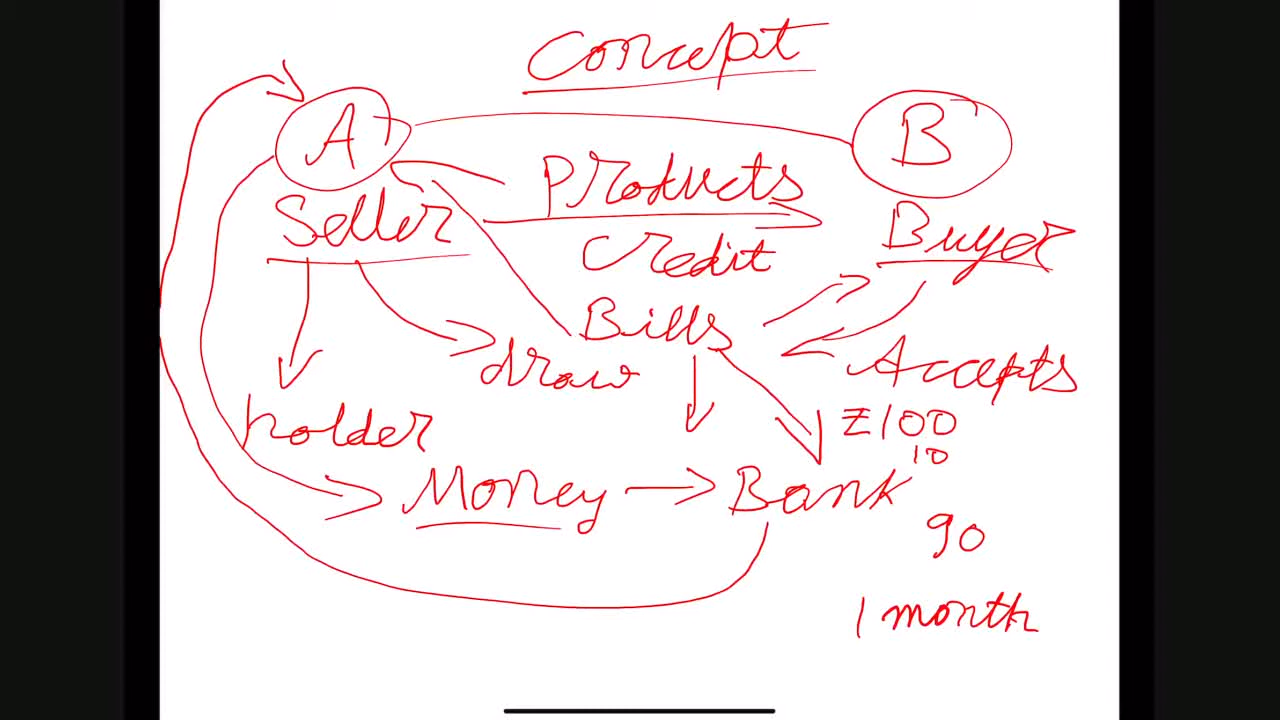 Concept
A
B
Products
Seller
Buyer
Credit
Bills
draw
Accepts
holder
₹100
10
Money
Bank
90
1 month